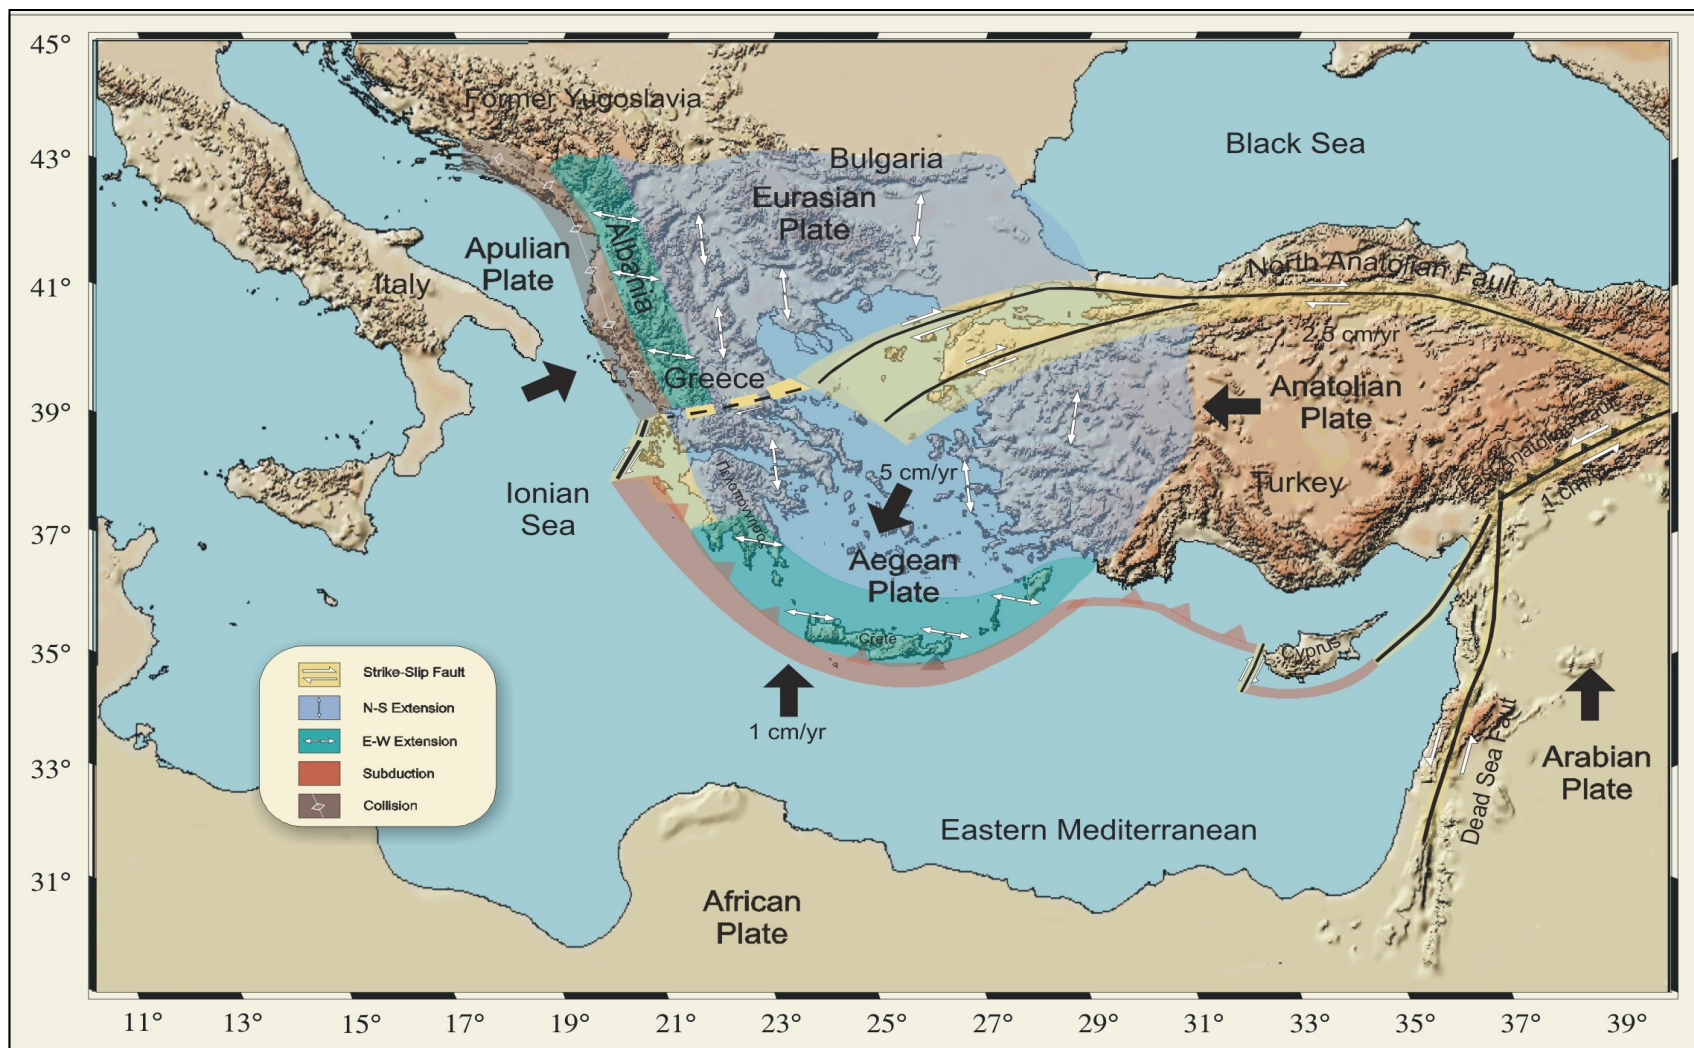 45°
43°
41°
39°
37°
35°
33°
31°
Former Yugoslavia
Bulgaria
Black Sea
Eurasian
Plate
Apulian
Plate
Albania
Italy
North Anatolian Fault
2.5 cm/yr
Greece
Anatolian
Plate
East Anatolian Fault
1 cm/yr
Turkey
Πελοπόννησος
5 cm/yr
Ionian
Sea
Aegean
Plate
Crete
Cyprus
1 cm/yr
Dead Sea Faut
Arabian
Plate
Eastern Mediterranean
African
Plate
Strike-Slip Fault
N-S Extension
E-W Extension
Subduction
Collision
11°
13°
15°
17°
19°
21°
23°
25°
27°
29°
31°
33°
35°
37°
39°